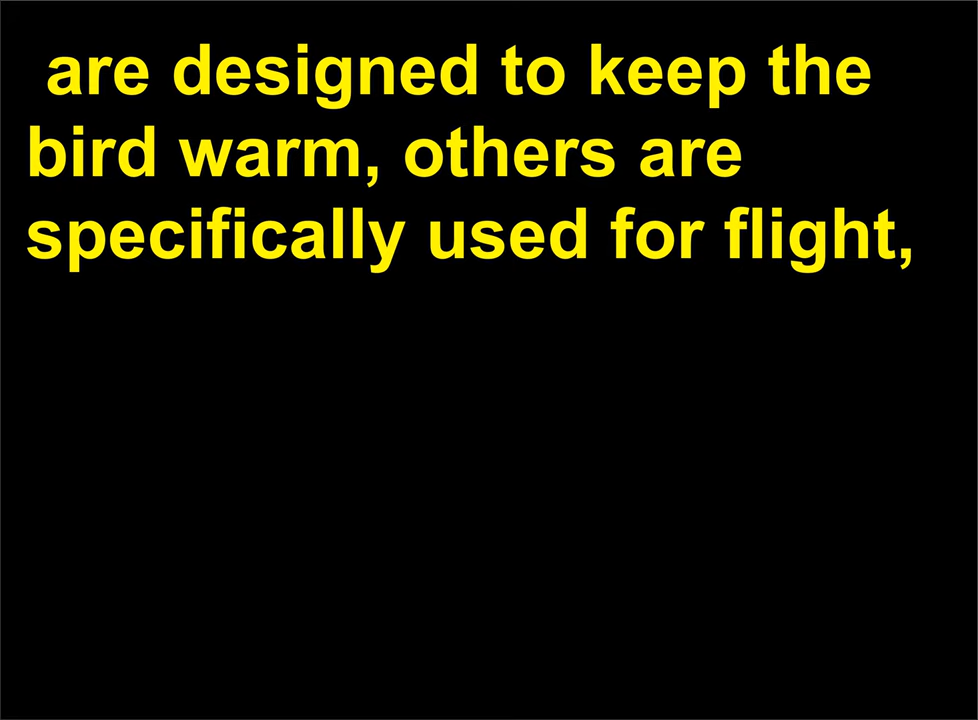 are designed to keep the
bird warm, others are
specifically used for flight,